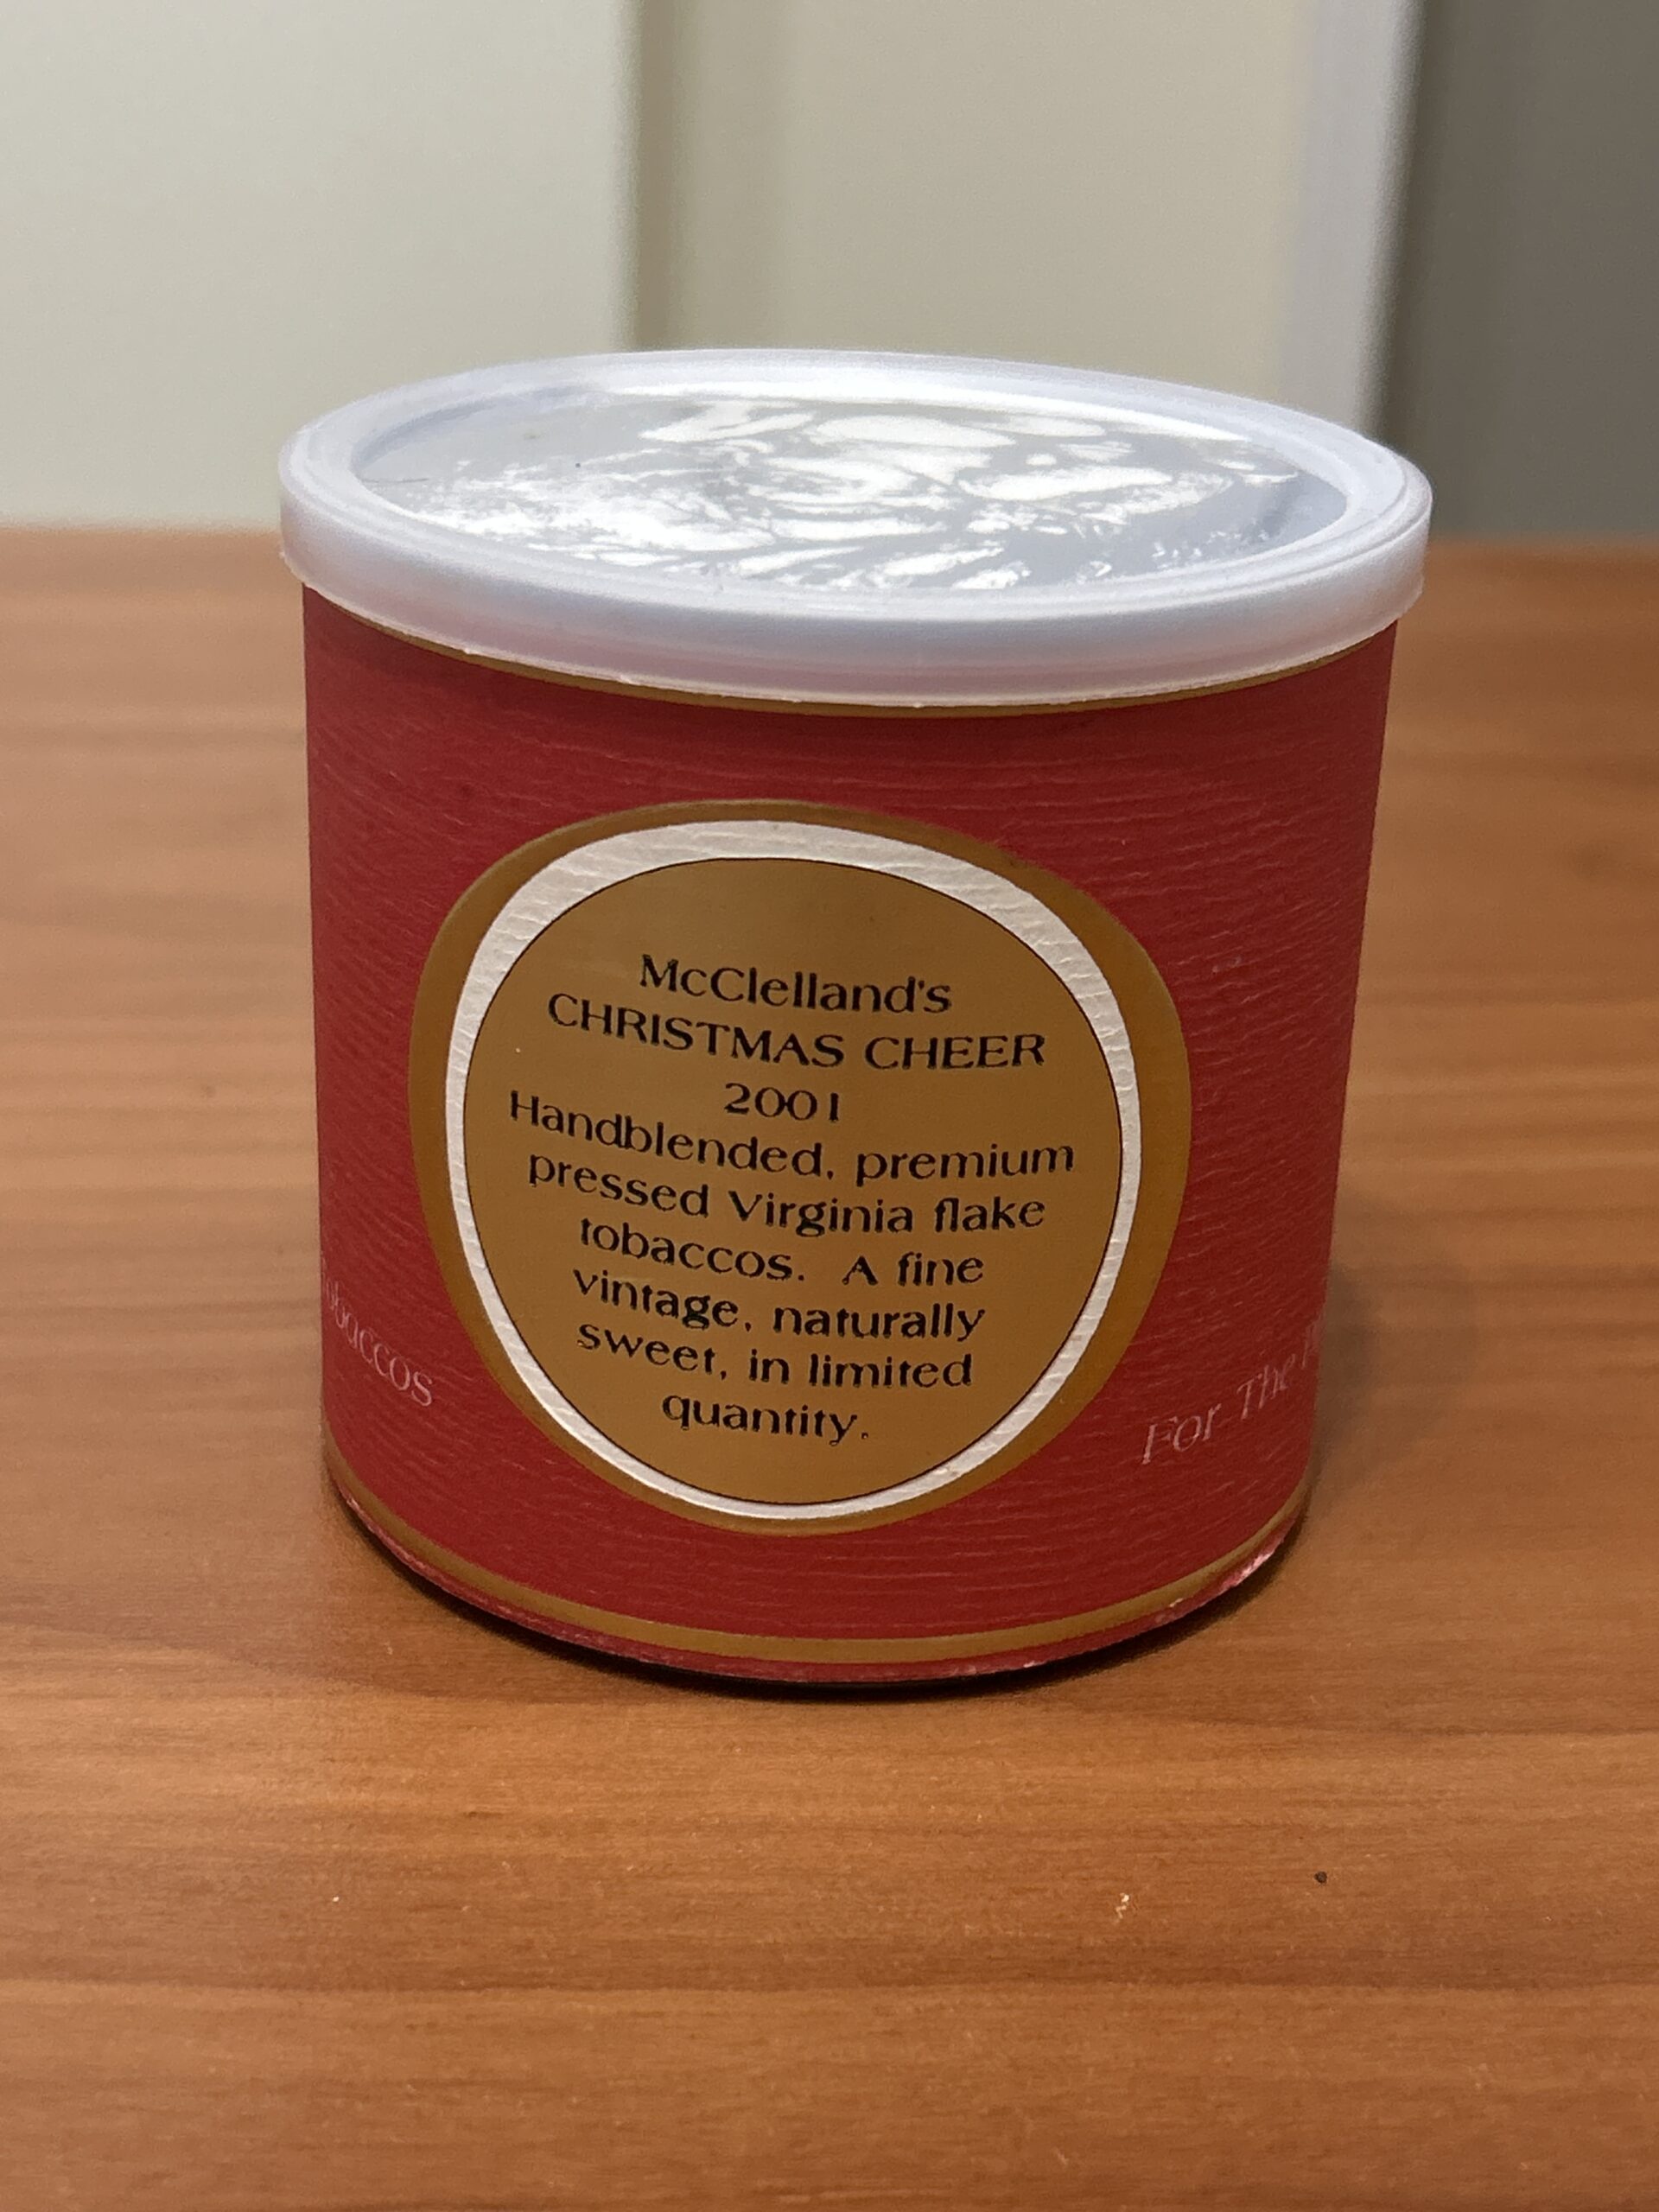 McClelland's
CHRISTMAS CHEER
2001
Handblended, premium
pressed Virginia flake
tobaccos. A fine
vintage, naturally
sweet, in limited
quantity.
For The